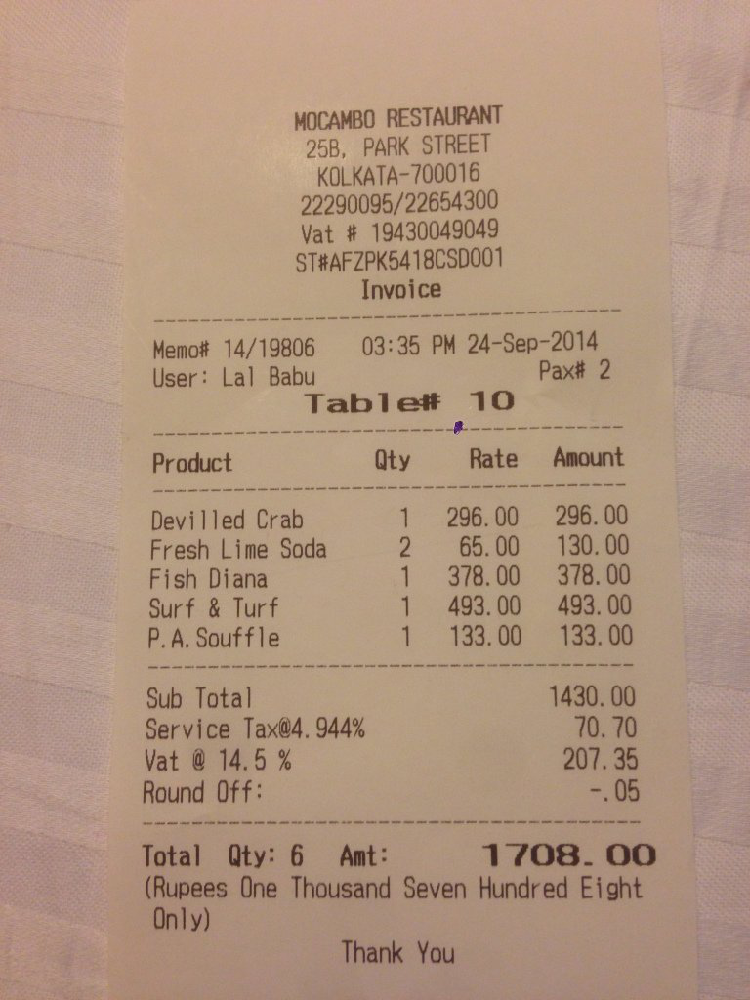 MOCAMBO RESTAURANT
25B, PARK STREET
KOLKATA-700016
22290095/22654300
Vat # 19430049049
ST#AFZPK5418CSD001
Invoice
Memo# 14/19806 03:35 PM 24-Sep-2014
User: Lal Babu Pax# 2
Table# 10
Product Qty Rate Amount
Devilled Crab 1 296.00 296.00
Fresh Lime Soda 2 65.00 130.00
Fish Diana 1 378.00 378.00
Surf & Turf 1 493.00 493.00
P.A.Souffle 1 133.00 133.00
Sub Total 1430.00
Service Tax@4.944% 70.70
Vat @ 14.5 % 207.35
Round Off: -.05
Total Qty: 6 Amt: 1708.00
(Rupees One Thousand Seven Hundred Eight
Only)
Thank You